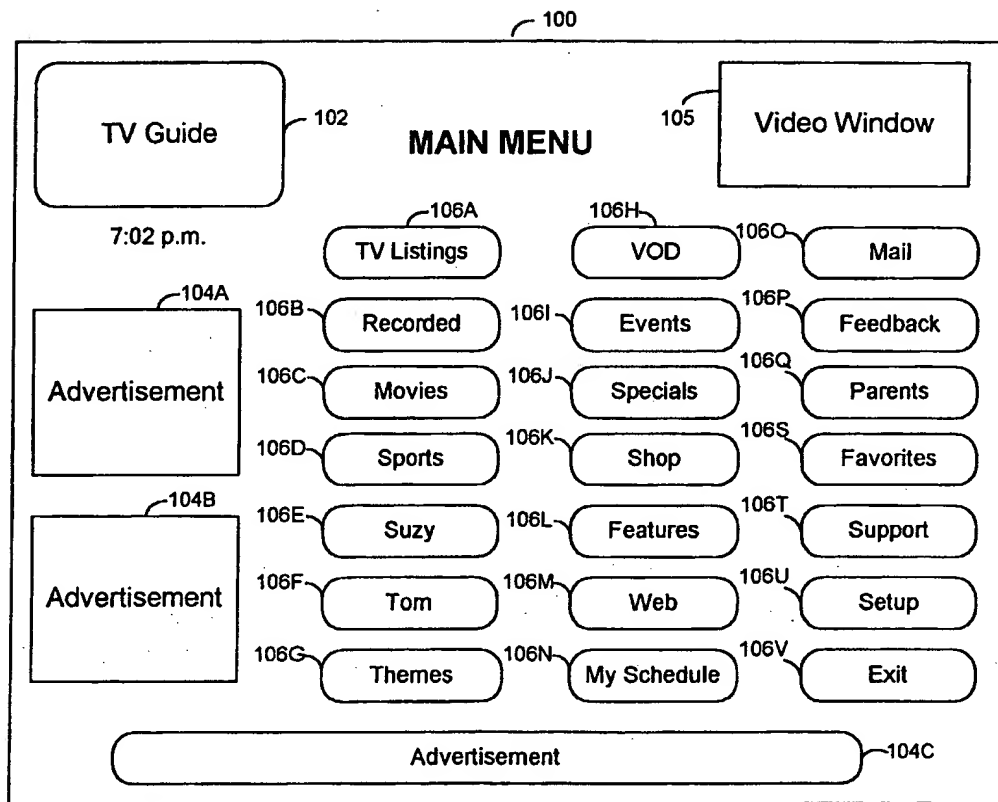 100
TV Guide
102
MAIN MENU
105
Video Window
7:02 p.m.
106A
TV Listings
106H
VOD
106O
Mail
104A
Advertisement
106B
Recorded
106I
Events
106P
Feedback
106C
Movies
106J
Specials
106Q
Parents
106D
Sports
106K
Shop
106S
Favorites
104B
Advertisement
106E
Suzy
106L
Features
106T
Support
106F
Tom
106M
Web
106U
Setup
106G
Themes
106N
My Schedule
106V
Exit
Advertisement
104C